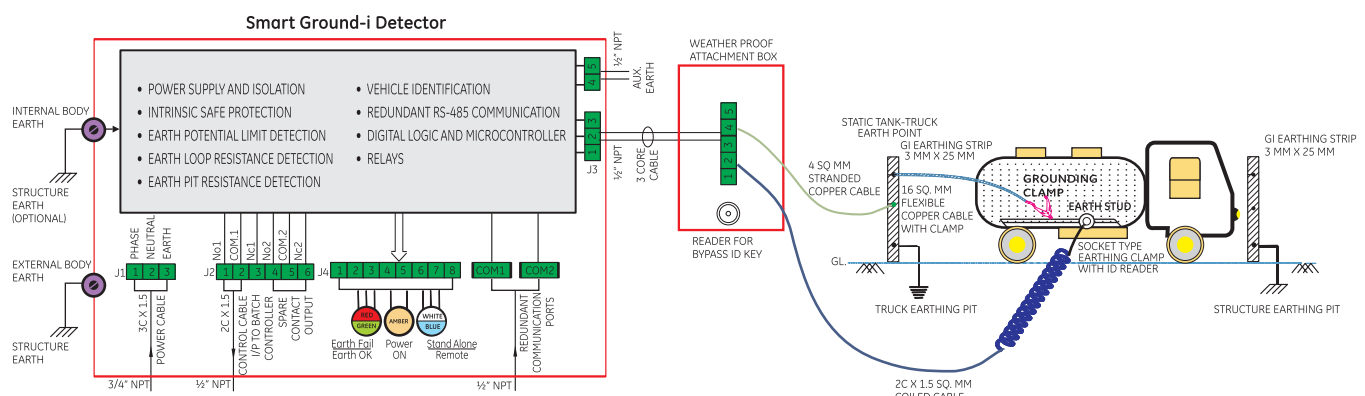 Smart Ground-i Detector
• POWER SUPPLY AND ISOLATION
• INTRINSIC SAFE PROTECTION
• EARTH POTENTIAL LIMIT DETECTION
• EARTH LOOP RESISTANCE DETECTION
• EARTH PIT RESISTANCE DETECTION
• VEHICLE IDENTIFICATION
• REDUNDANT RS-485 COMMUNICATION
• DIGITAL LOGIC AND MICROCONTROLLER
• RELAYS
INTERNAL BODY
EARTH
STRUCTURE
EARTH
(OPTIONAL)
EXTERNAL BODY
EARTH
STRUCTURE
EARTH
PHASE
NEUTRAL
EARTH
J1 1 2 3
3C X 1.5
POWER CABLE
3/4” NPT
No1
COM.1
Nc1
No2
COM.2
Nc2
J2 1 2 3 4 5 6
2C X 1.5
CONTROL CABLE
I/P TO BATCH
CONTROLLER
SPARE
CONTACT
OUTPUT
½” NPT
J4 1 2 3 4 5 6 7 8
RED
GREEN
AMBER
WHITE
BLUE
Earth Fail
Earth OK
Power
ON
Stand Alone
Remote
COM1
COM2
REDUNDANT
COMMUNICATION
PORTS
½” NPT
5
4
½” NPT
AUX.
EARTH
3
2
1
J3
½” NPT
3 CORE
CABLE
WEATHER PROOF
ATTACHMENT BOX
5
4
3
2
1
READER FOR
BYPASS ID KEY
4 SQ MM
STRANDED
COPPER CABLE
STATIC TANK-TRUCK
EARTH POINT
GI EARTHING STRIP
3 MM X 25 MM
16 SQ. MM
FLEXIBLE
COPPER CABLE
WITH CLAMP
GROUNDING
CLAMP
EARTH STUD
SOCKET TYPE
EARTHING CLAMP
WITH ID READER
GI EARTHING STRIP
3 MM X 25 MM
GL.
TRUCK EARTHING PIT
STRUCTURE EARTHING PIT
2C X 1.5 SQ. MM
COILED CABLE